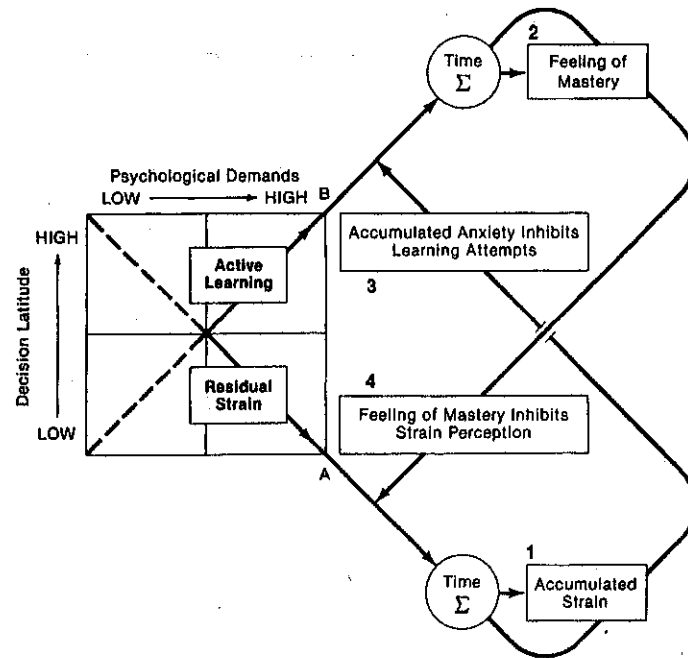 2
Time
Σ
Feeling of
Mastery
Psychological Demands
LOW
HIGH
B
HIGH
Accumulated Anxiety Inhibits
Learning Attempts
Active
Learning
3
Decision Latitude
4
Residual
Strain
Feeling of Mastery Inhibits
Strain Perception
LOW
A
1
Time
Σ
Accumulated
Strain